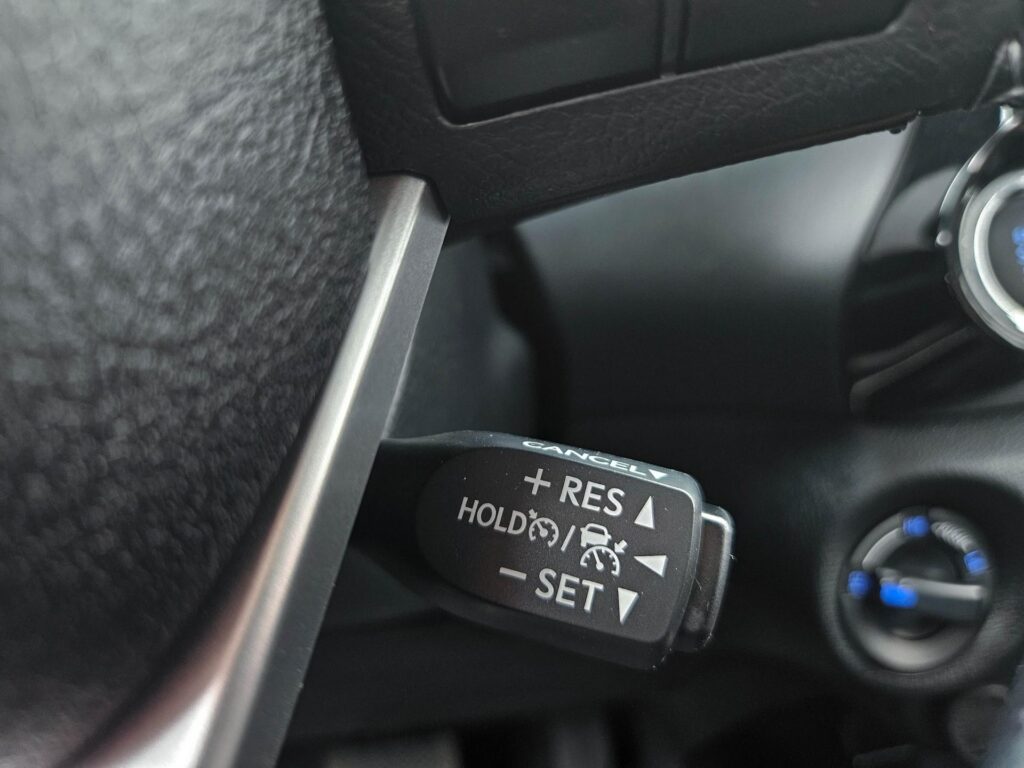 CANCEL▼
+ RES ▲
HOLD /
− SET ▼